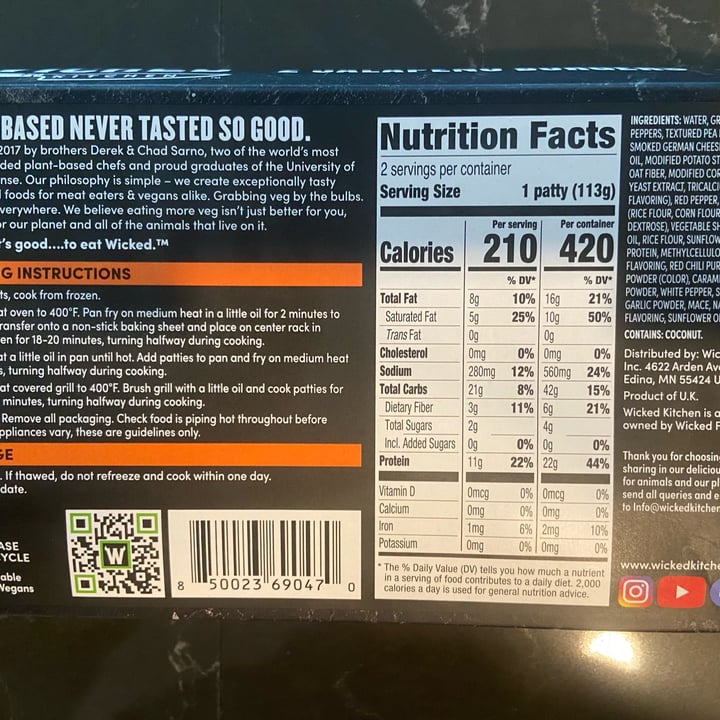 KITCHEN
2 JALAPEÑO BURGERS
BASED NEVER TASTED SO GOOD.
2017 by brothers Derek & Chad Sarno, two of the world's most
ded plant-based chefs and proud graduates of the University of
nse. Our philosophy is simple – we create exceptionally tasty
foods for meat eaters & vegans alike. Grabbing veg by the bulbs.
verywhere. We believe eating more veg isn't just better for you,
r our planet and all of the animals that live on it.
's good....to eat Wicked.™
G INSTRUCTIONS
ts, cook from frozen.
at oven to 400°F. Pan fry on medium heat in a little oil for 2 minutes to
ransfer onto a non-stick baking sheet and place on center rack in
en for 18-20 minutes, turning halfway during cooking.
at a little oil in pan until hot. Add patties to pan and fry on medium heat
s, turning halfway during cooking.
at covered grill to 400°F. Brush grill with a little oil and cook patties for
minutes, turning halfway during cooking.
Remove all packaging. Check food is piping hot throughout before
ppliances vary, these are guidelines only.
GE
. If thawed, do not refreeze and cook within one day.
date.
ASE
YCLE
able
Vegans
W
8 50023 69047 0
Nutrition Facts
2 servings per container
Serving Size 1 patty (113g)
Per serving Per container
Calories 210 420
% DV* % DV*
Total Fat 8g 10% 16g 21%
Saturated Fat 5g 25% 10g 50%
Trans Fat 0g 0g
Cholesterol 0mg 0% 0mg 0%
Sodium 280mg 12% 560mg 24%
Total Carbs 21g 8% 42g 15%
Dietary Fiber 3g 11% 6g 21%
Total Sugars 2g 4g
Incl. Added Sugars 0g 0% 0g 0%
Protein 11g 22% 22g 44%
Vitamin D 0mcg 0% 0mcg 0%
Calcium 0mg 0% 0mg 0%
Iron 1mg 6% 2mg 10%
Potassium 0mg 0% 0mg 0%
* The % Daily Value (DV) tells you how much a nutrient
in a serving of food contributes to a daily diet. 2,000
calories a day is used for general nutrition advice.
INGREDIENTS: WATER, GR
PEPPERS, TEXTURED PEA
SMOKED GERMAN CHEES
OIL, MODIFIED POTATO ST
OAT FIBER, MODIFIED COR
YEAST EXTRACT, TRICALCI
FLAVORING), RED PEPPER,
(RICE FLOUR, CORN FLOUR
DEXTROSE), VEGETABLE SH
OIL, RICE FLOUR, SUNFLOW
PROTEIN, METHYLCELLULO
FLAVORING, RED CHILI PUR
POWDER (COLOR), CARAM
POWDER, WHITE PEPPER, S
GARLIC POWDER, MACE, N
FLAVORING, SUNFLOWER O
CONTAINS: COCONUT.
Distributed by: Wic
Inc. 4622 Arden Ave
Edina, MN 55424 U
Product of U.K.
Wicked Kitchen is a
owned by Wicked F
Thank you for choosin
sharing in our deliciou
for animals and our pl
send all queries and e
to Info@wickedkitchen
www.wickedkitche